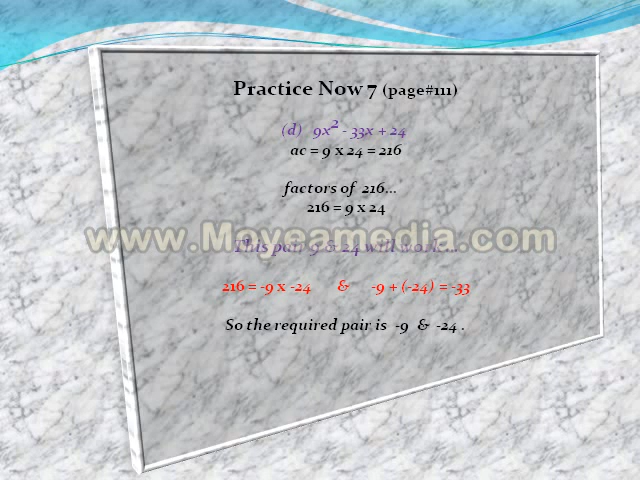 Practice Now 7 (page#111)
(d) 9x² - 33x + 24
ac = 9 x 24 = 216
factors of 216...
216 = 9 x 24
www.Moyeamedia.com
This pair 9 & 24 will work...
216 = -9 x -24 & -9 + (-24) = -33
So the required pair is -9 & -24 .